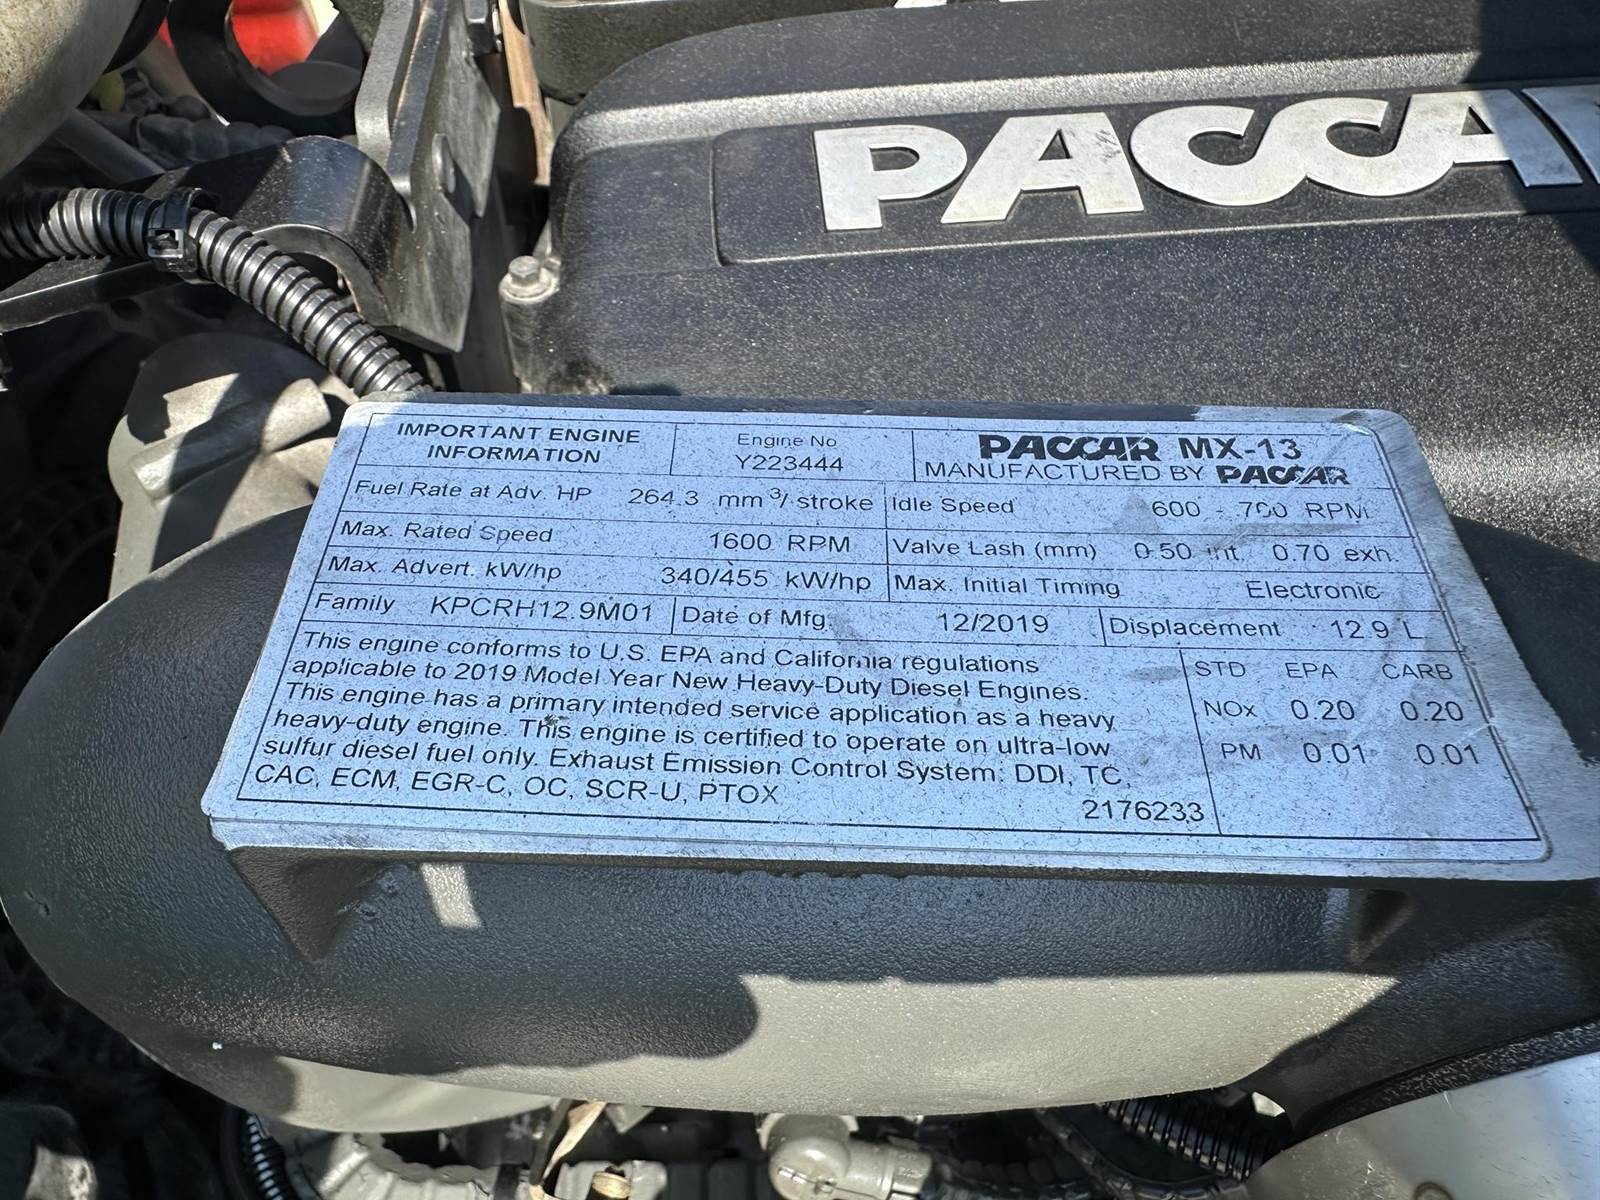 PACCAR
IMPORTANT ENGINE
INFORMATION
Engine No
Y223444
PACCAR MX-13
MANUFACTURED BY PACCAR
Fuel Rate at Adv. HP 264.3 mm³/ stroke
Idle Speed 600 - 700 RPM
Max. Rated Speed 1600 RPM
Valve Lash (mm) 0.50 int. 0.70 exh.
Max. Advert. kW/hp 340/455 kW/hp
Max. Initial Timing Electronic
Family KPCRH12.9M01
Date of Mfg. 12/2019
Displacement 12.9 L
This engine conforms to U.S. EPA and California regulations
applicable to 2019 Model Year New Heavy-Duty Diesel Engines.
This engine has a primary intended service application as a heavy
heavy-duty engine. This engine is certified to operate on ultra-low
sulfur diesel fuel only. Exhaust Emission Control System: DDI, TC,
CAC, ECM, EGR-C, OC, SCR-U, PTOX
2176233
STD EPA CARB
NOx 0.20 0.20
PM 0.01 0.01